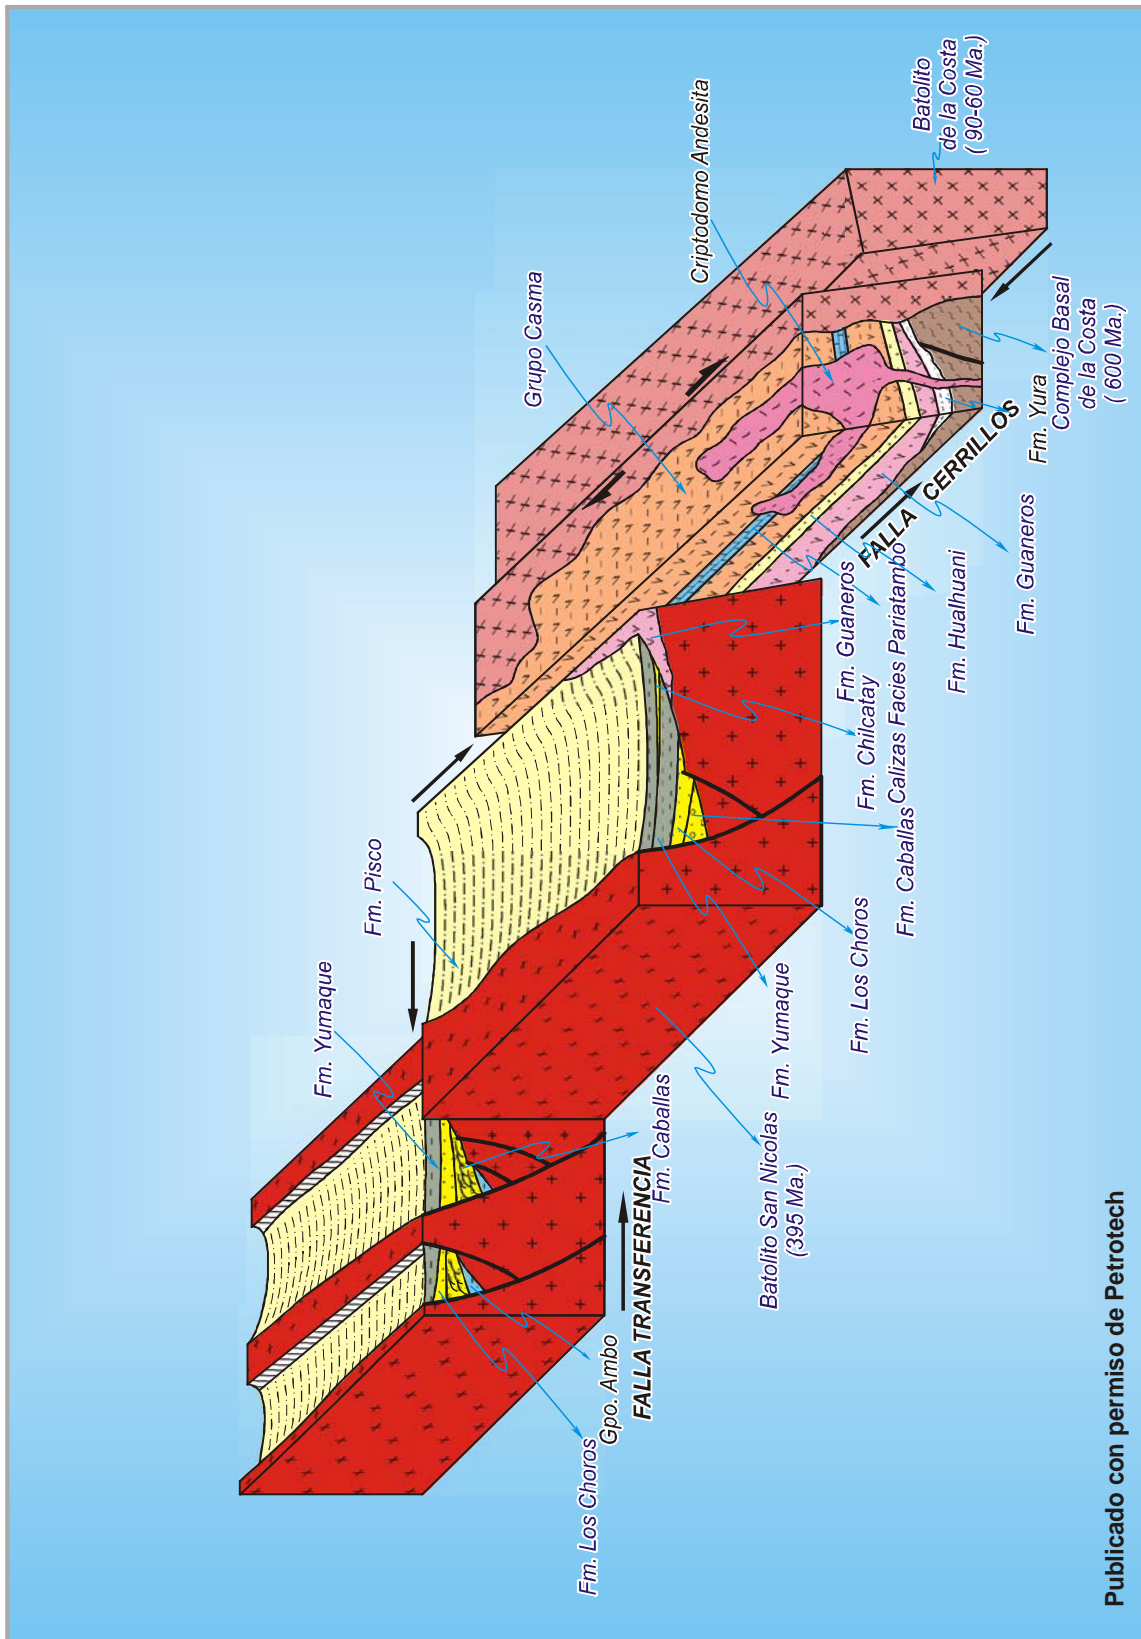 Batolito
de la Costa
( 90-60 Ma.)
Criptodomo Andesita
Grupo Casma
Fm. Pisco
Fm. Yumaque
Fm. Yura
Complejo Basal
de la Costa
( 600 Ma.)
FALLA CERRILLOS
Fm. Guaneros
Fm. Hualhuani
Calizas Facies Pariatambo
Fm. Guaneros
Fm. Chilcatay
Fm. Caballas
Fm. Los Choros
Fm. Yumaque
Batolito San Nicolas
(395 Ma.)
Fm. Caballas
FALLA TRANSFERENCIA
Gpo. Ambo
Fm. Los Choros
Publicado con permiso de Petrotech